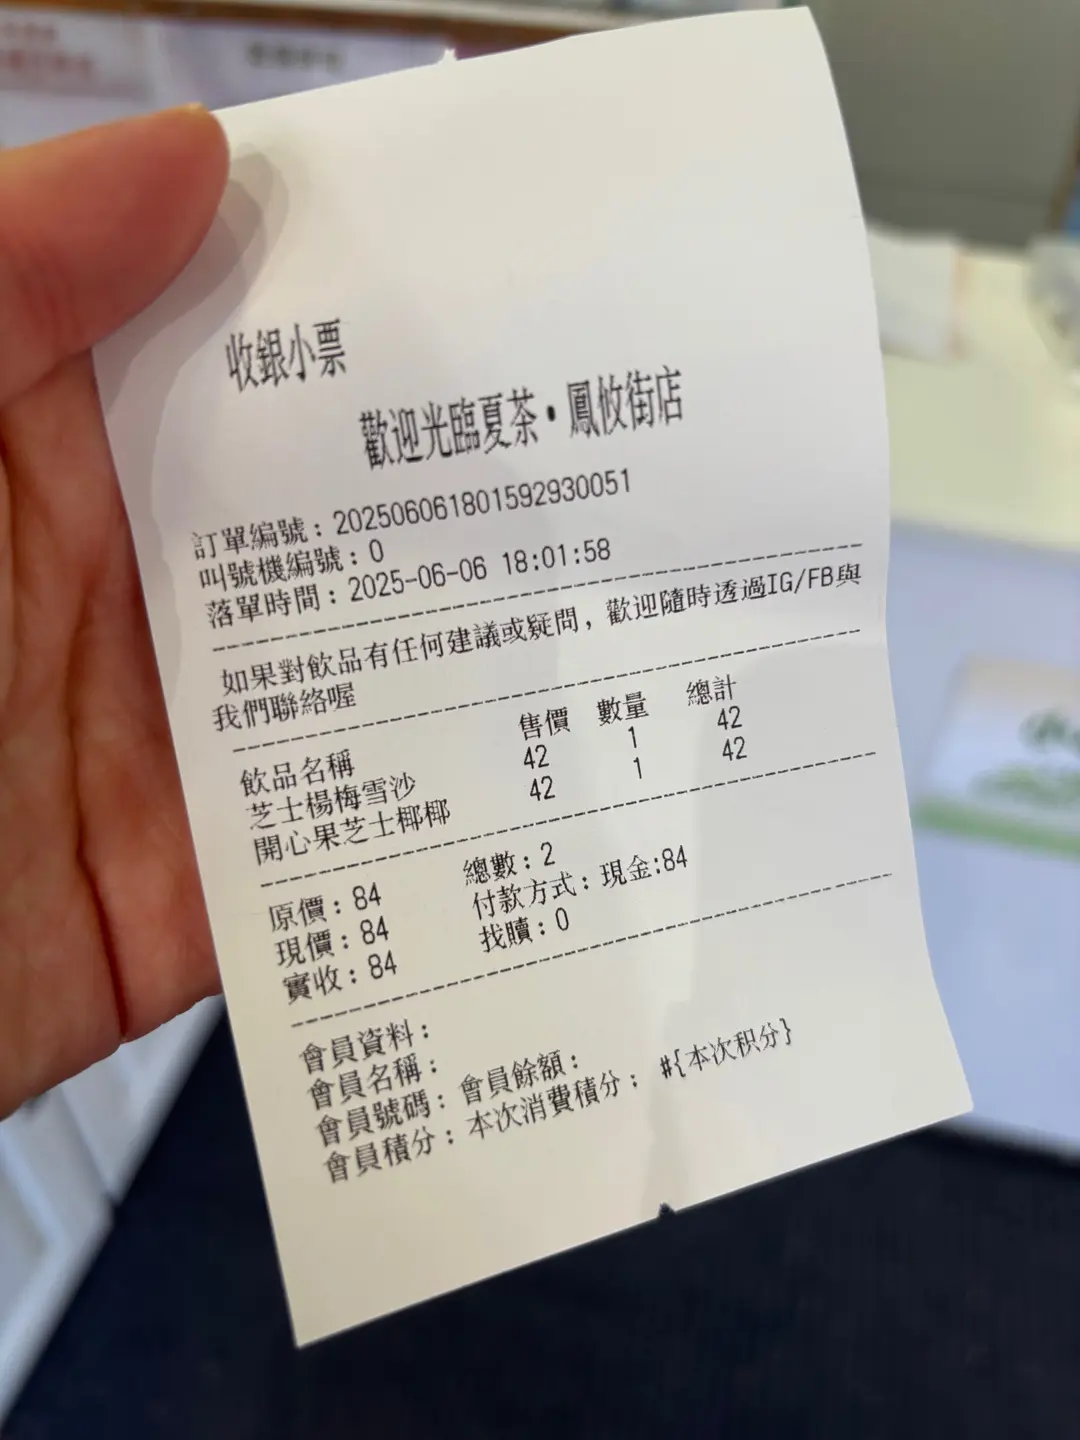 收銀小票
歡迎光臨夏茶·鳳攸街店
訂單編號：202506061801592930051
叫號機編號：0
落單時間：2025-06-06 18:01:58
如果對飲品有任何建議或疑問，歡迎隨時透過IG/FB與
我們聯絡喔
飲品名稱 售價 數量 總計
芝士楊梅雪沙 42 1 42
開心果芝士椰椰 42 1 42
原價：84 總數：2
現價：84 付款方式：現金:84
實收：84 找贖：0
會員資料：
會員名稱：
會員號碼：會員餘額：
會員積分：本次消費積分： #{本次积分}